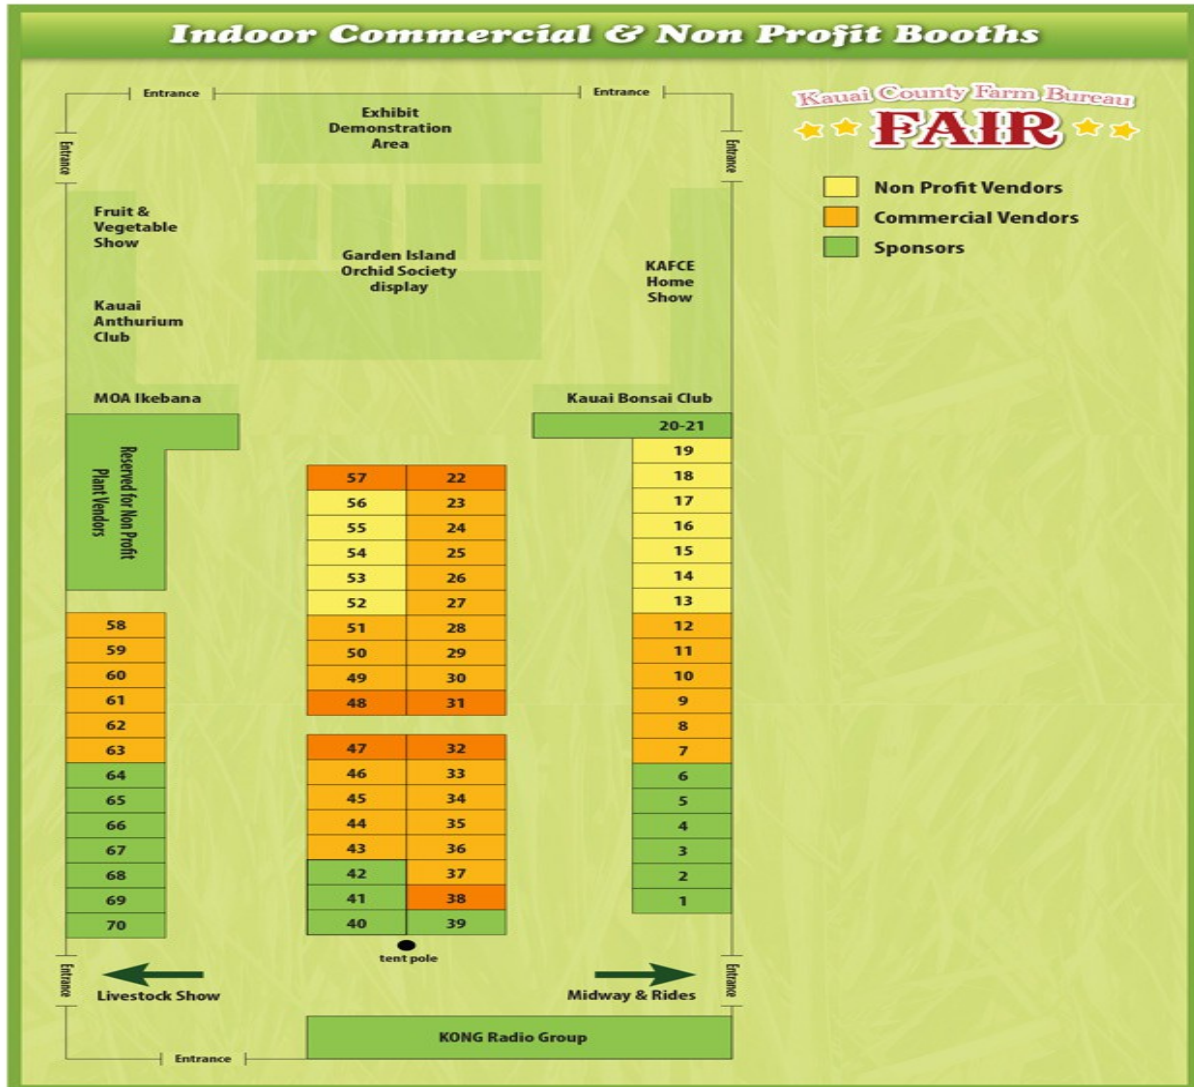 Indoor Commercial & Non Profit Booths
Entrance
Entrance
Kauai County Farm Bureau
FAIR
Non Profit Vendors
Commercial Vendors
Sponsors
Exhibit
Demonstration
Area
Entrance
Entrance
Fruit &
Vegetable
Show
Garden Island
Orchid Society
display
KAFCE
Home
Show
Kauai
Anthurium
Club
MOA Ikebana
Kauai Bonsai Club
Reserved for Non Profit
Plant Vendors
20-21
19
18
17
16
15
14
13
12
11
10
9
8
7
6
5
4
3
2
1
57 22
56 23
55 24
54 25
53 26
52 27
51 28
50 29
49 30
48 31
47 32
46 33
45 34
44 35
43 36
42 37
41 38
40 39
58
59
60
61
62
63
64
65
66
67
68
69
70
tent pole
Entrance
Livestock Show
Midway & Rides
Entrance
KONG Radio Group
Entrance